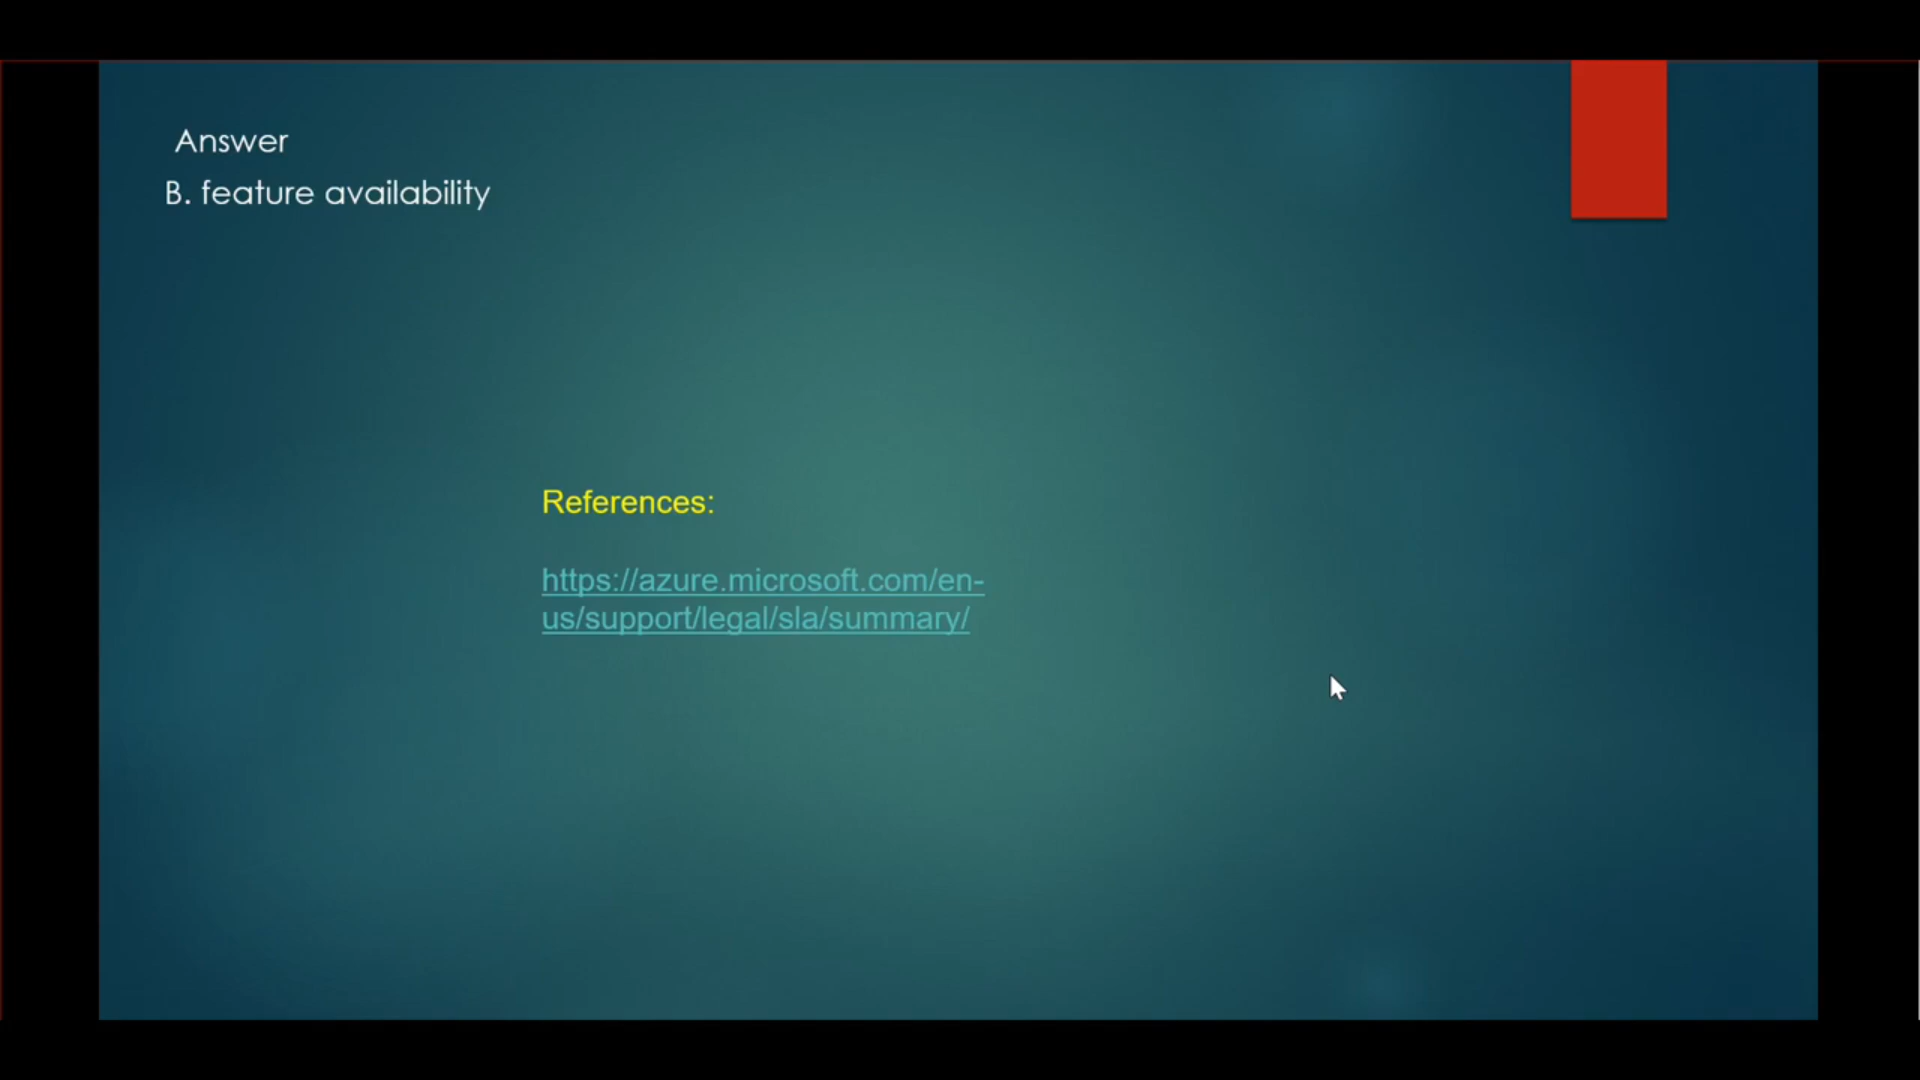 Answer
B. feature availability
References:
https://azure.microsoft.com/en-
us/support/legal/sla/summary/